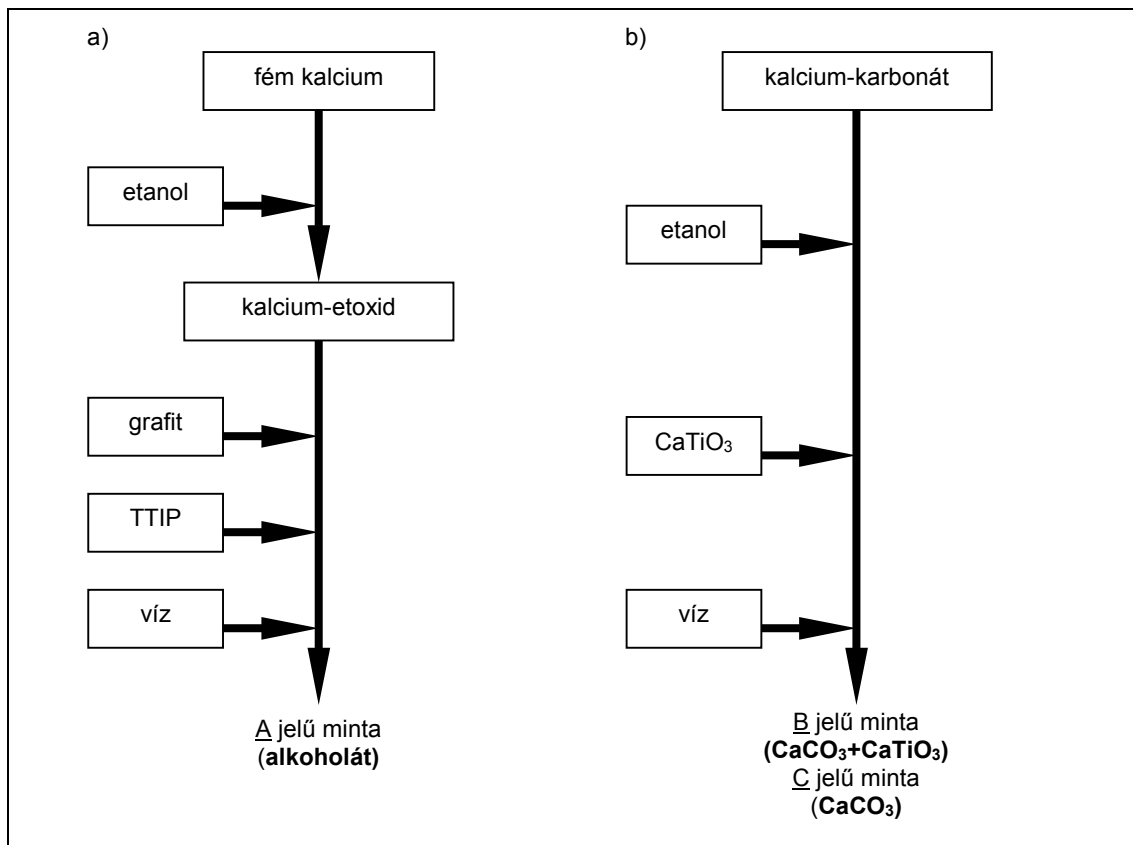 a)
fém kalcium
etanol
kalcium-etoxid
grafit
TTIP
víz
A jelű minta
(alkoholát)
b)
kalcium-karbonát
etanol
CaTiO₃
víz
B jelű minta
(CaCO₃+CaTiO₃)
C jelű minta
(CaCO₃)